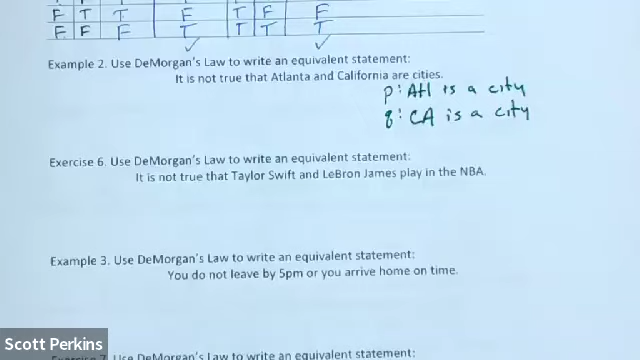 F T T F T F F
F F F T T T T
Example 2. Use DeMorgan's Law to write an equivalent statement:
It is not true that Atlanta and California are cities.
p: Atl is a city
q: CA is a city
Exercise 6. Use DeMorgan's Law to write an equivalent statement:
It is not true that Taylor Swift and LeBron James play in the NBA.
Example 3. Use DeMorgan's Law to write an equivalent statement:
You do not leave by 5pm or you arrive home on time.
Scott Perkins
Exercise 7. Use DeMorgan's Law to write an equivalent statement: